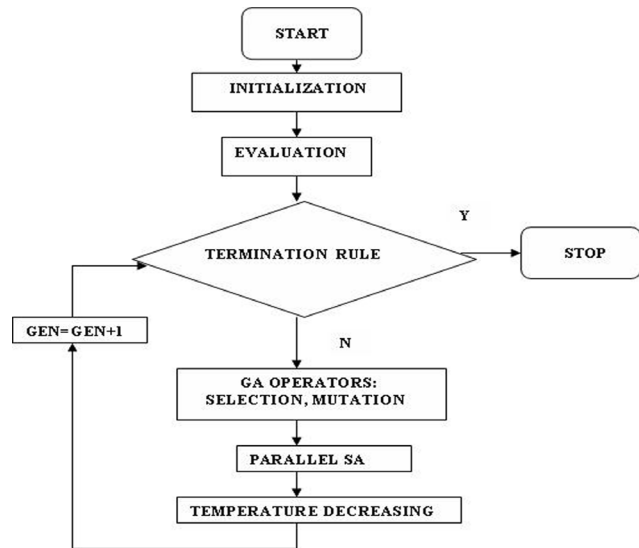 START
INITIALIZATION
EVALUATION
Y
TERMINATION RULE
STOP
GEN=GEN+1
N
GA OPERATORS:
SELECTION, MUTATION
PARALLEL SA
TEMPERATURE DECREASING